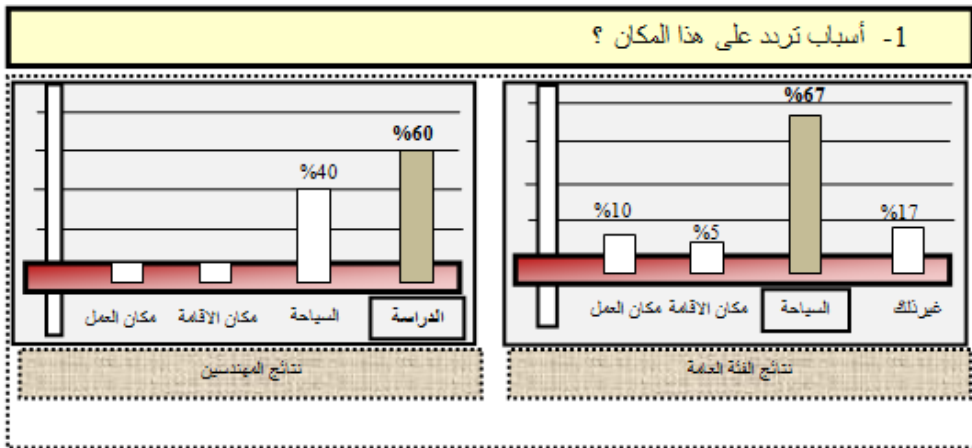 1- أسباب تردد على هذا المكان ؟
%67
%17
%10
%5
غيرذلك
السياحة
مكان الاقامة
مكان العمل
نتائج الفئة العامة
%60
%40
الدراسة
السياحة
مكان الاقامة
مكان العمل
نتائج المهندسين